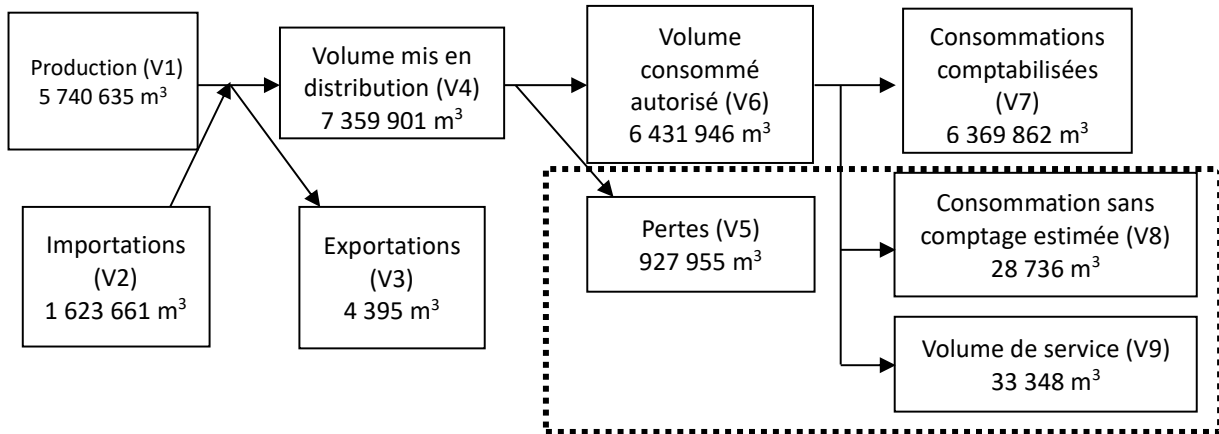 Production (V1)
5 740 635 m³
Volume mis en
distribution (V4)
7 359 901 m³
Volume
consommé
autorisé (V6)
6 431 946 m³
Consommations
comptabilisées
(V7)
6 369 862 m³
Importations
(V2)
1 623 661 m³
Exportations
(V3)
4 395 m³
Pertes (V5)
927 955 m³
Consommation sans
comptage estimée (V8)
28 736 m³
Volume de service (V9)
33 348 m³